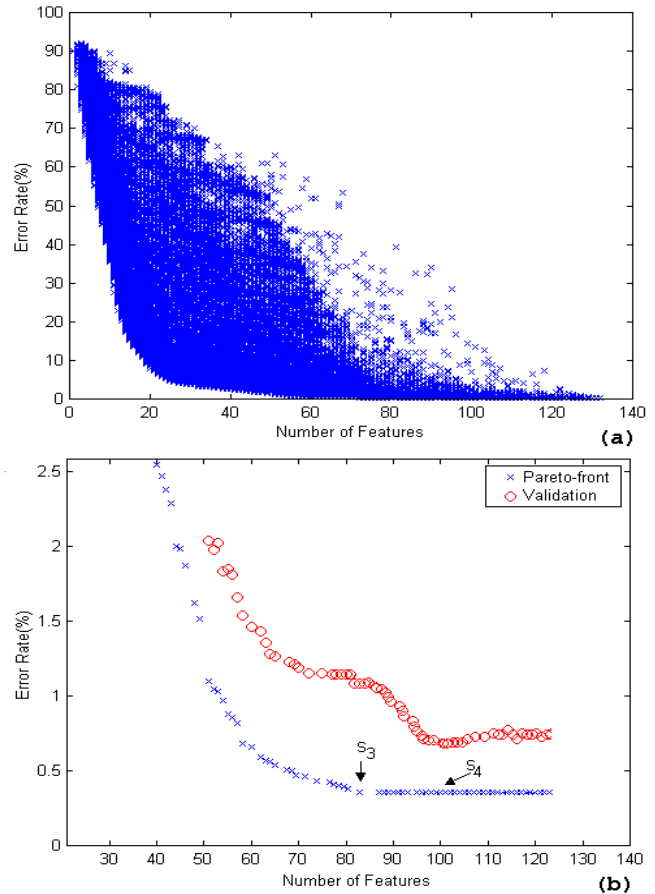 100
90
80
70
60
50
40
30
20
10
0
Error Rate(%)
0 20 40 60 80 100 120 140
Number of Features
(a)
2.5
2
1.5
1
0.5
0
Error Rate(%)
× Pareto-front
○ Validation
S3
S4
30 40 50 60 70 80 90 100 110 120 130 140
Number of Features
(b)